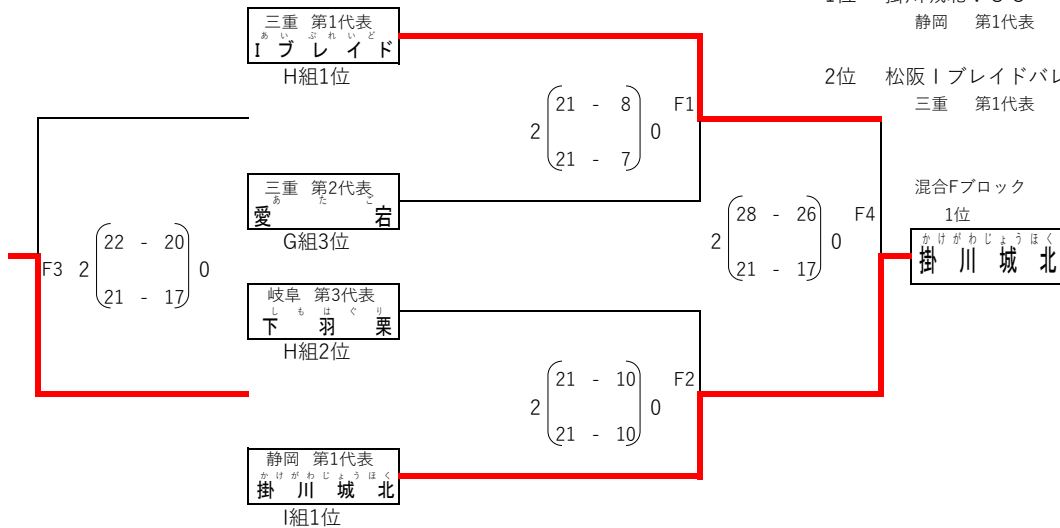 静岡　第1代表
2位　松阪Ｉブレイドバレ
三重　第1代表
三重　第1代表
あい　ぶれいど
Ｉブレイド
H組1位
21 - 8
F1
2
0
21 - 7
三重　第2代表
あたご
愛宕
G組3位
22 - 20
F3
2
0
21 - 17
28 - 26
F4
2
0
21 - 17
混合Fブロック
1位
かけがわじょうほく
掛川城北
岐阜　第3代表
しもはぐり
下羽栗
H組2位
21 - 10
F2
2
0
21 - 10
静岡　第1代表
かけがわじょうほく
掛川城北
I組1位